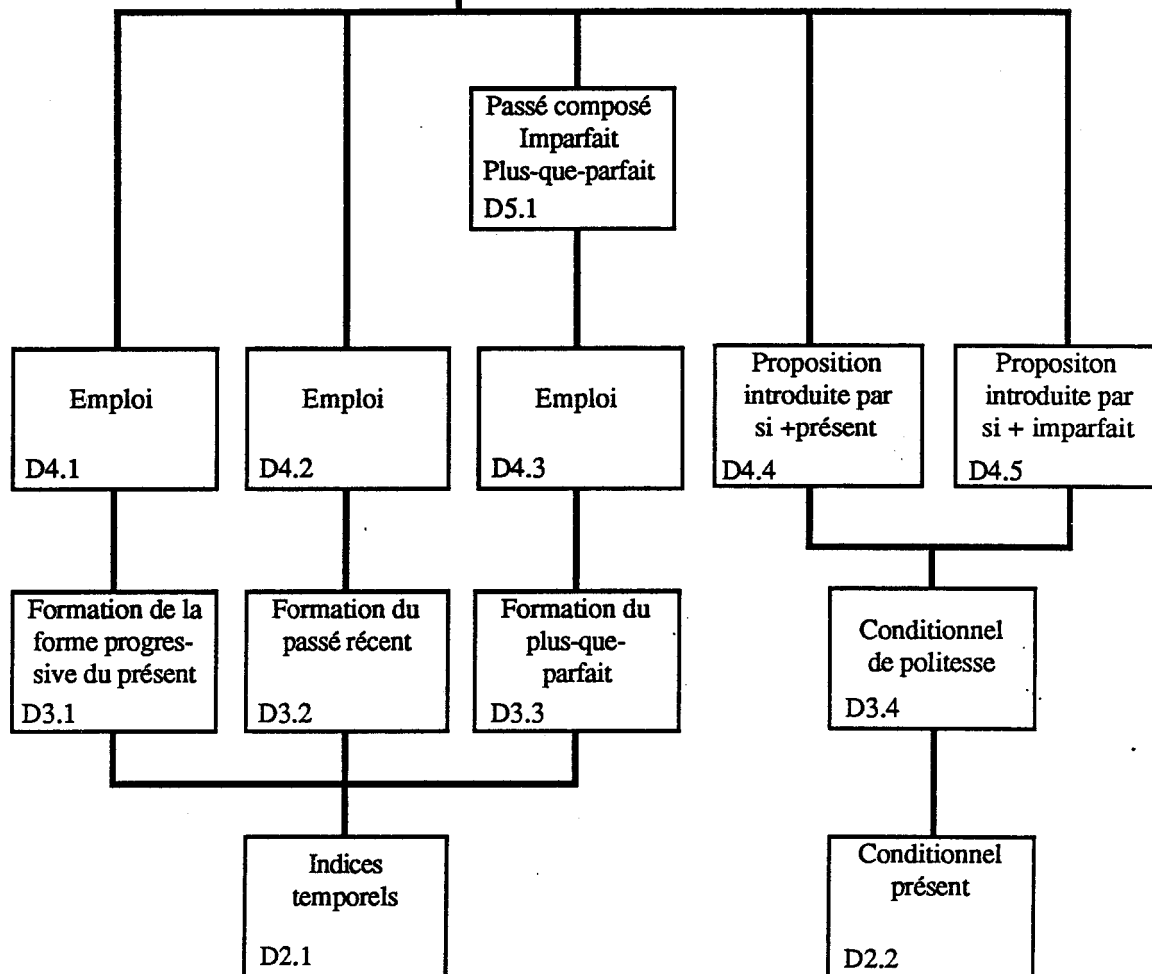 Passé composé
Imparfait
Plus-que-parfait
D5.1
Emploi
D4.1
Emploi
D4.2
Emploi
D4.3
Proposition
introduite par
si +présent
D4.4
Propositon
introduite par
si + imparfait
D4.5
Formation de la
forme progres-
sive du présent
D3.1
Formation du
passé récent
D3.2
Formation du
plus-que-
parfait
D3.3
Conditionnel
de politesse
D3.4
Indices
temporels
D2.1
Conditionnel
présent
D2.2